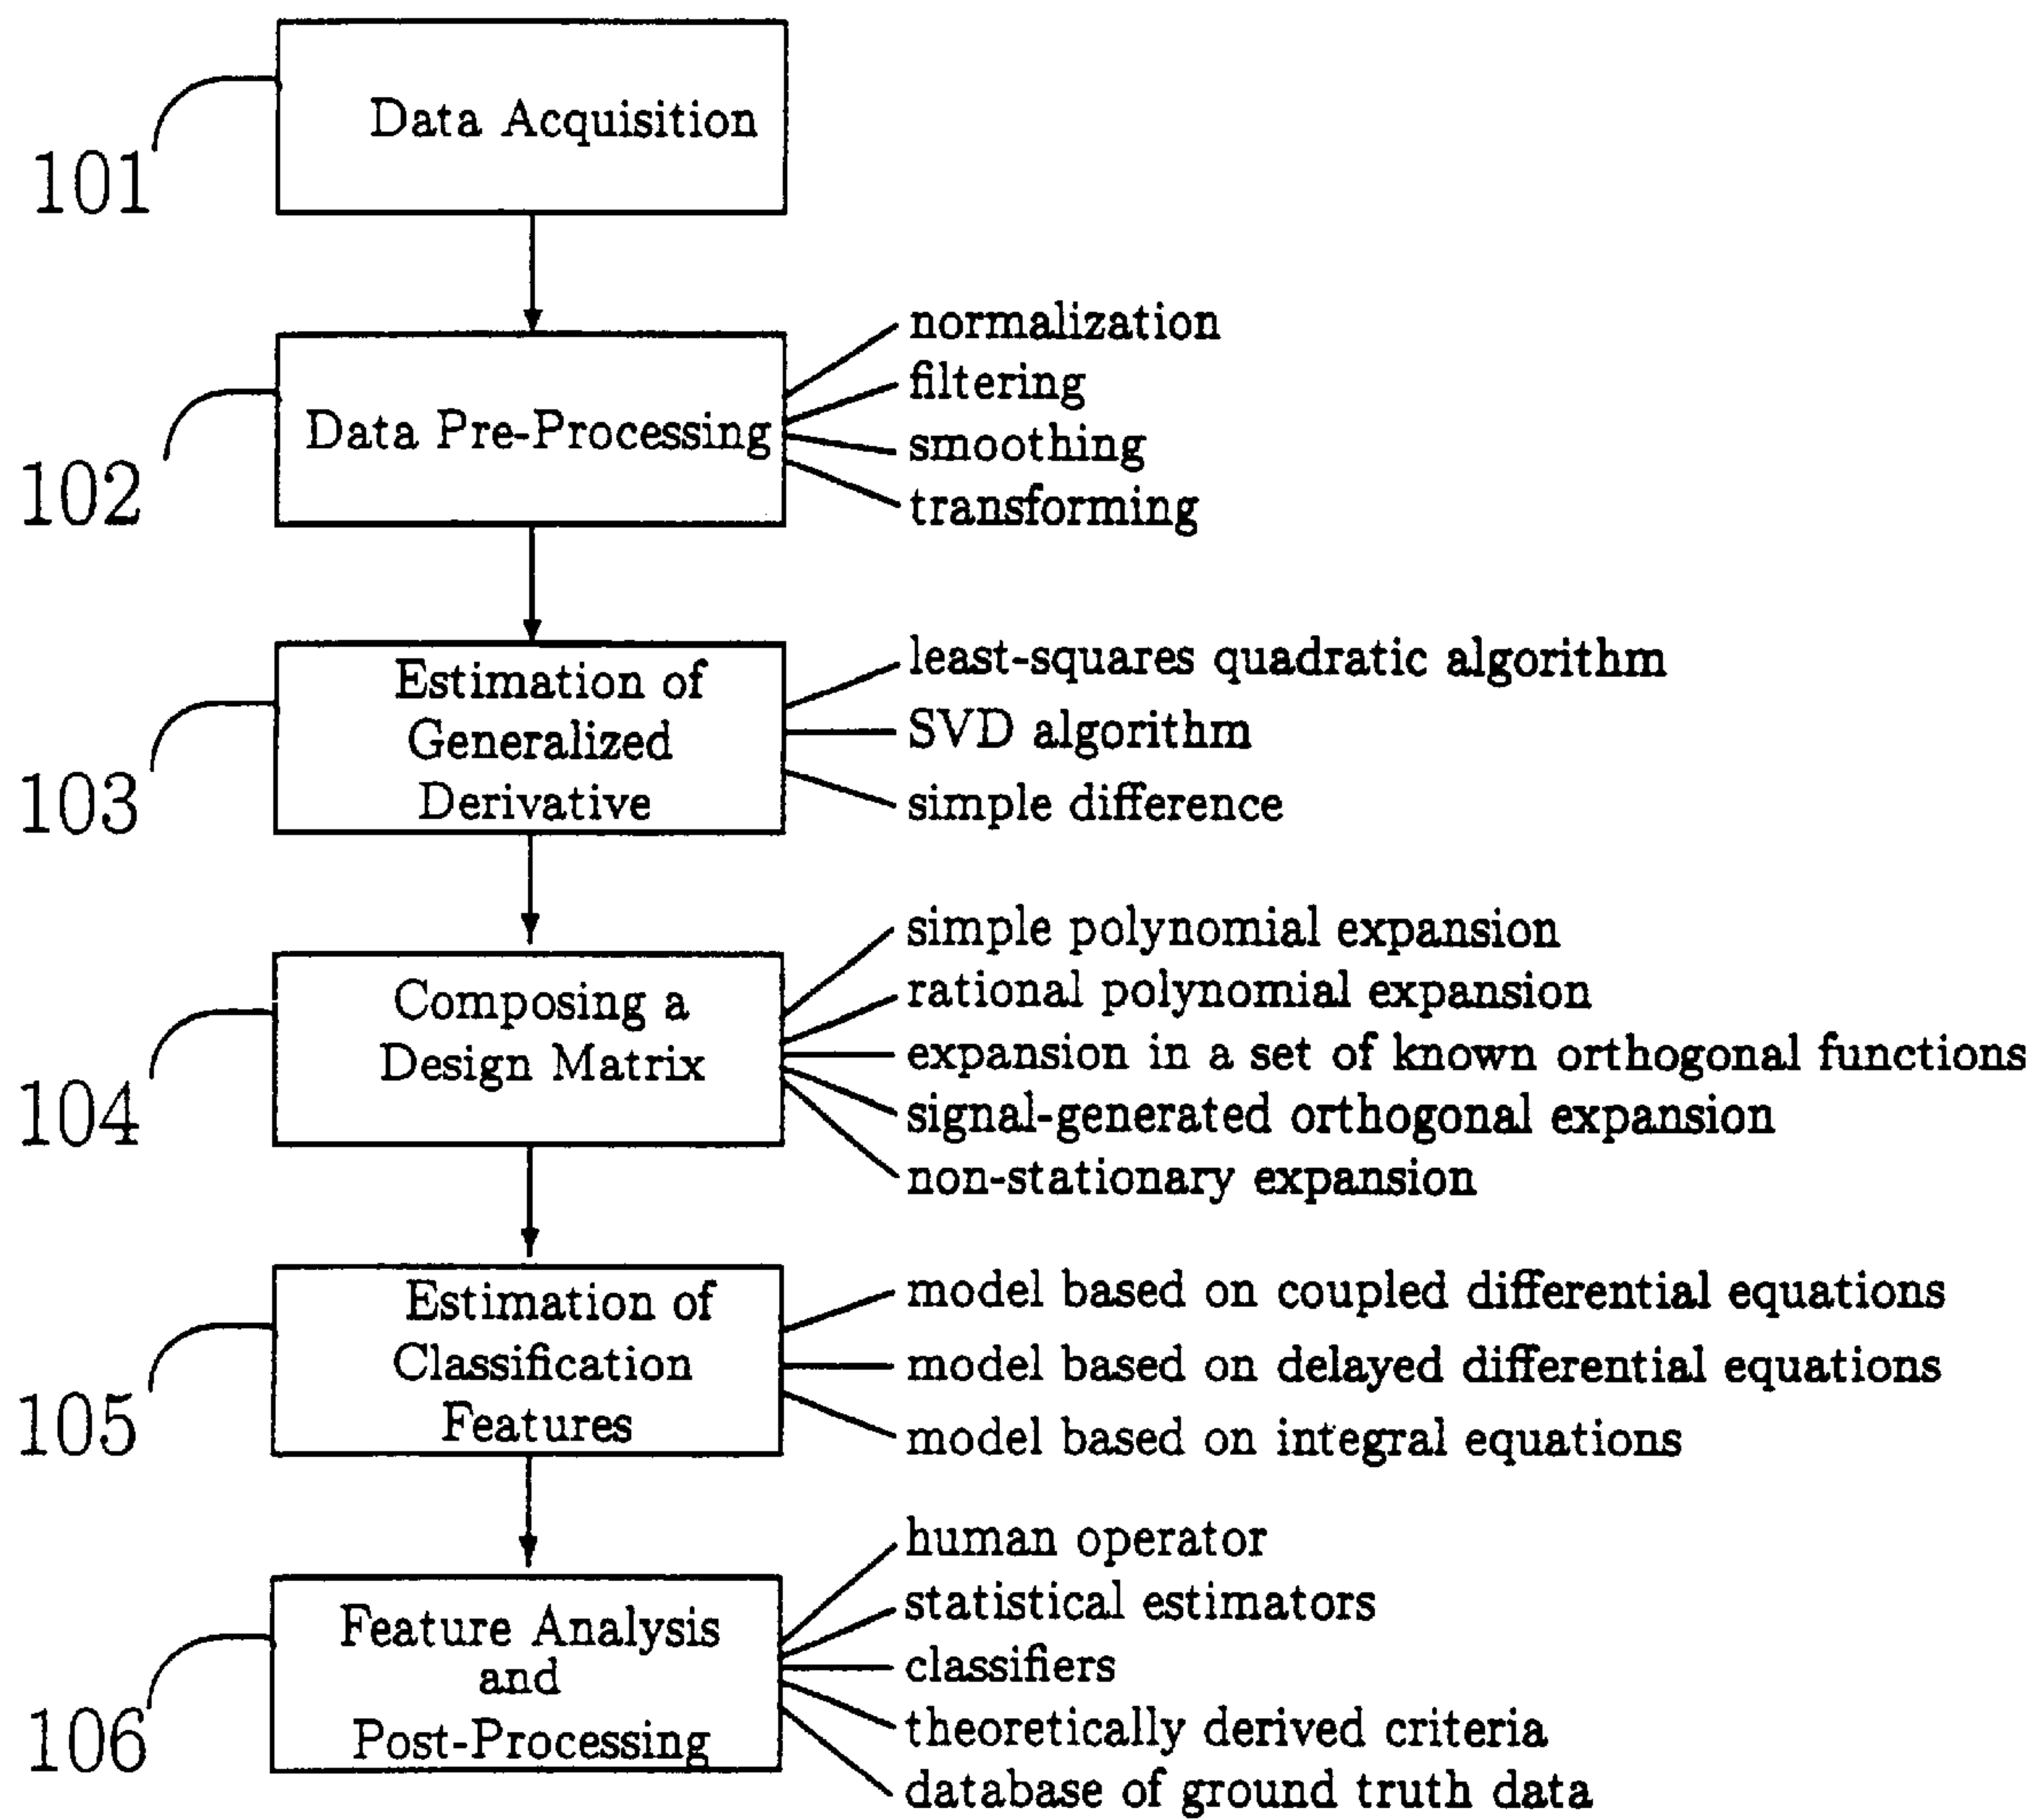 101
Data Acquisition
102
Data Pre-Processing
normalization
filtering
smoothing
transforming
103
Estimation of
Generalized
Derivative
least-squares quadratic algorithm
SVD algorithm
simple difference
104
Composing a
Design Matrix
simple polynomial expansion
rational polynomial expansion
expansion in a set of known orthogonal functions
signal-generated orthogonal expansion
non-stationary expansion
105
Estimation of
Classification
Features
model based on coupled differential equations
model based on delayed differential equations
model based on integral equations
106
Feature Analysis
and
Post-Processing
human operator
statistical estimators
classifiers
theoretically derived criteria
database of ground truth data